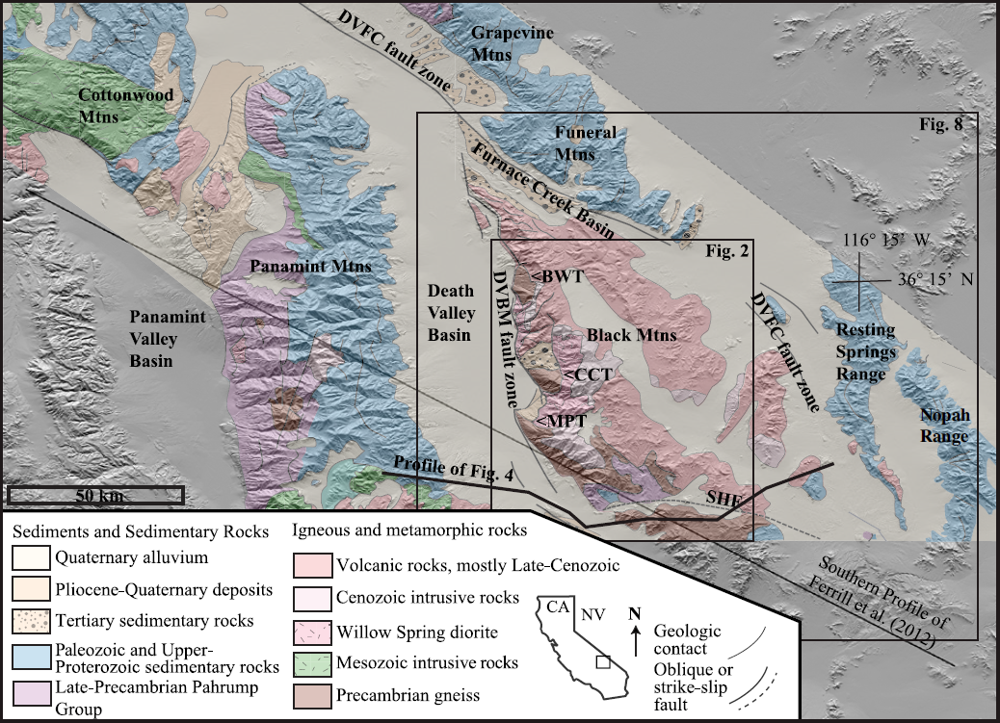 DVFC fault zone
Grapevine
Mtns
Cottonwood
Mtns
Fig. 8
Funeral
Mtns
Furnace Creek Basin
116° 15' W
36° 15' N
Fig. 2
Panamint Mtns
<BWT
Death
Valley
Basin
DVBM fault zone
DVFC fault zone
Panamint
Valley
Basin
Black Mtns
Resting
Springs
Range
<CCT
<MPT
Nopah
Range
Profile of Fig. 4
50 km
SHF
Southern Profile of
Ferrill et al. (2012)
Sediments and Sedimentary Rocks
Quaternary alluvium
Pliocene-Quaternary deposits
Tertiary sedimentary rocks
Paleozoic and Upper-
Proterozoic sedimentary rocks
Late-Precambrian Pahrump
Group
Igneous and metamorphic rocks
Volcanic rocks, mostly Late-Cenozoic
Cenozoic intrusive rocks
Willow Spring diorite
Mesozoic intrusive rocks
Precambrian gneiss
CA
NV
N
Geologic
contact
Oblique or
strike-slip
fault